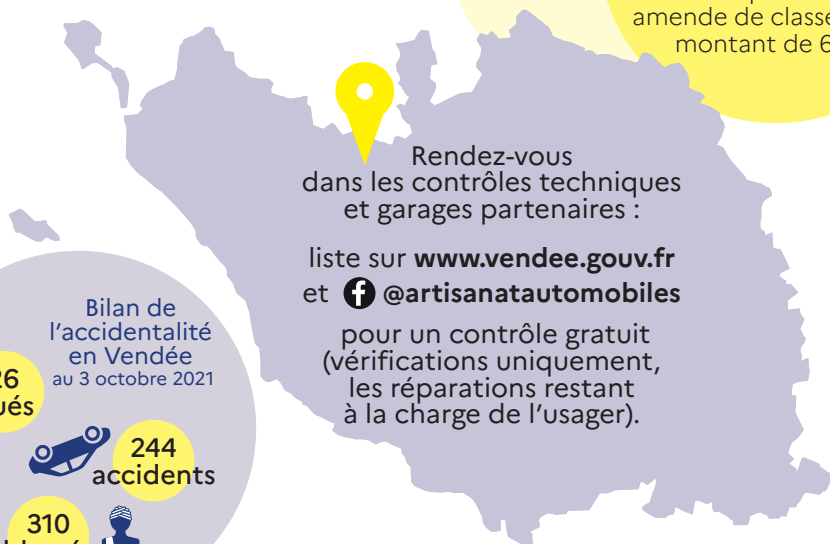 amende de classe
montant de 6
Rendez-vous
dans les contrôles techniques
et garages partenaires :
liste sur www.vendee.gouv.fr
et @artisanatautomobiles
pour un contrôle gratuit
(vérifications uniquement,
les réparations restant
à la charge de l'usager).
Bilan de
l'accidentalité
en Vendée
au 3 octobre 2021
26
244
accidents
310